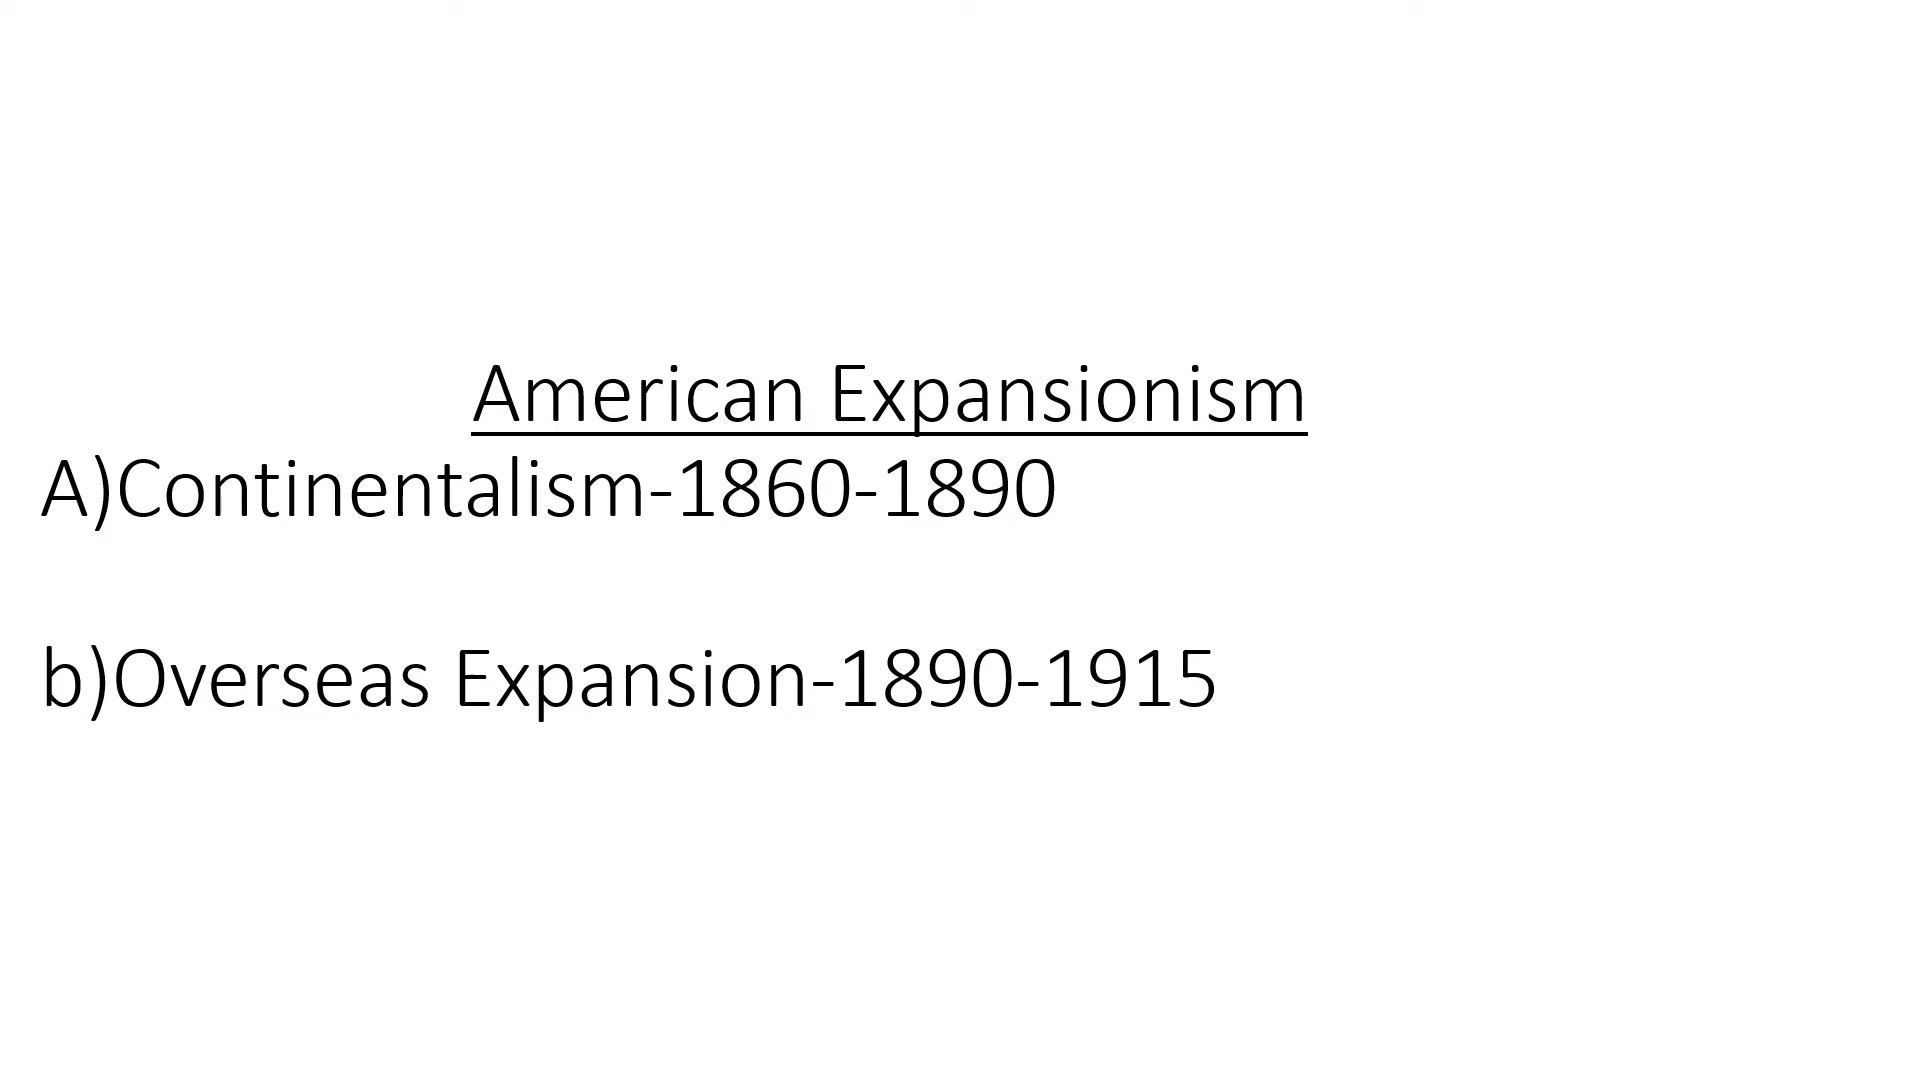 American Expansionism
A)Continentalism-1860-1890
b)Overseas Expansion-1890-1915